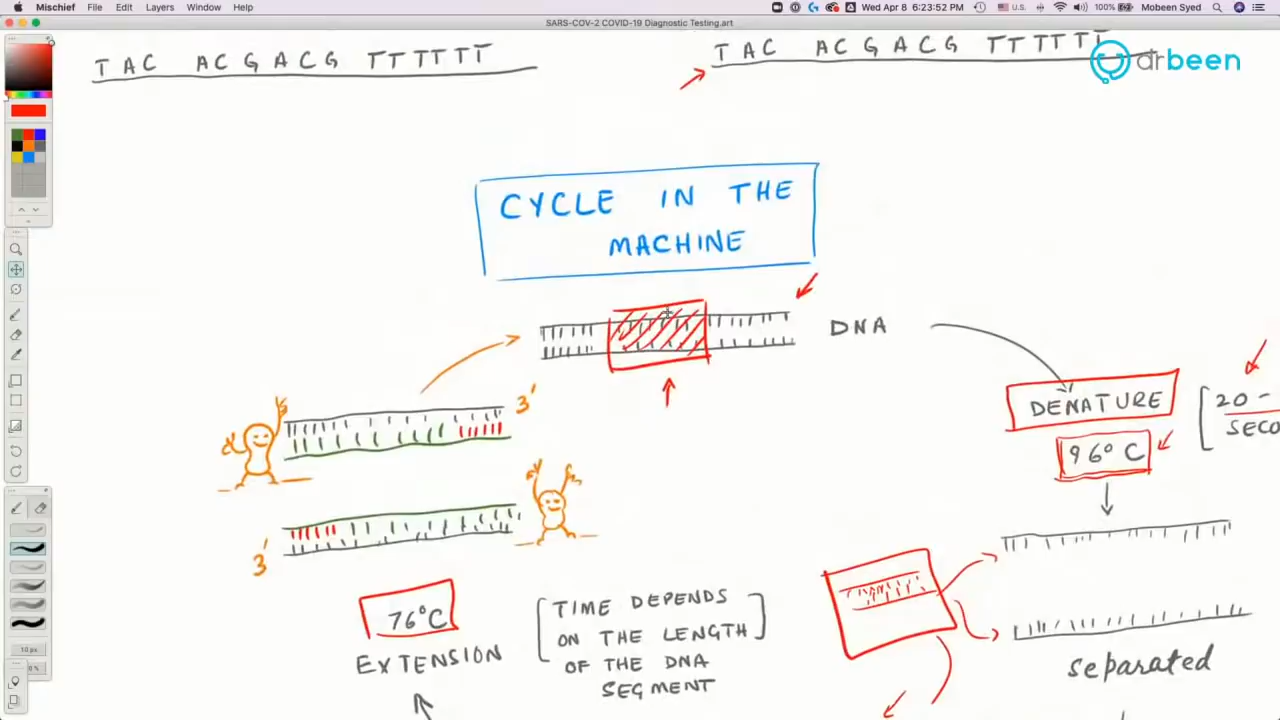 Mischief File Edit Layers Window Help
100% Wed Apr 8 6:23:52 PM Mobeen Syed
SARS-COV-2 COVID-19 Diagnostic Testing.art
TAC ACGACG TTTTTT
TAC ACGACG TTTTTT
drbeen
CYCLE IN THE
MACHINE
DNA
3'
DENATURE
20 -
SECO
96°C
3'
76°C
TIME DEPENDS
ON THE LENGTH
OF THE DNA
SEGMENT
EXTENSION
separated